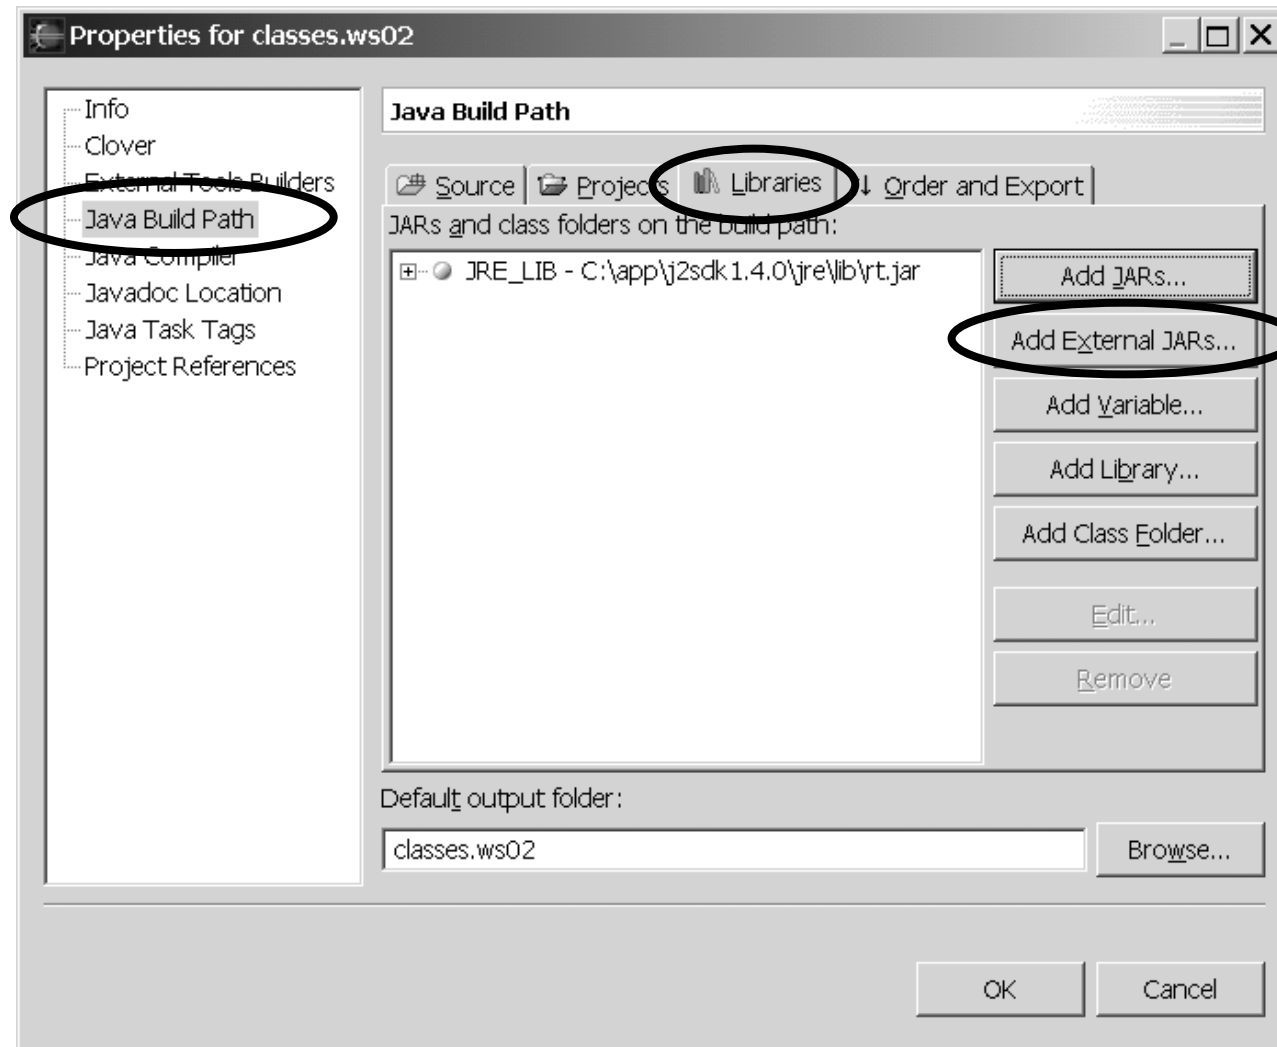 Properties for classes.ws02
Info
Clover
External Tools Builders
Java Build Path
Java Compiler
Javadoc Location
Java Task Tags
Project References
Java Build Path
Source
Projects
Libraries
Order and Export
JARs and class folders on the build path:
JRE_LIB - C:\app\j2sdk1.4.0\jre\lib\rt.jar
Add JARs...
Add External JARs...
Add Variable...
Add Library...
Add Class Folder...
Edit...
Remove
Default output folder:
classes.ws02
Browse...
OK
Cancel